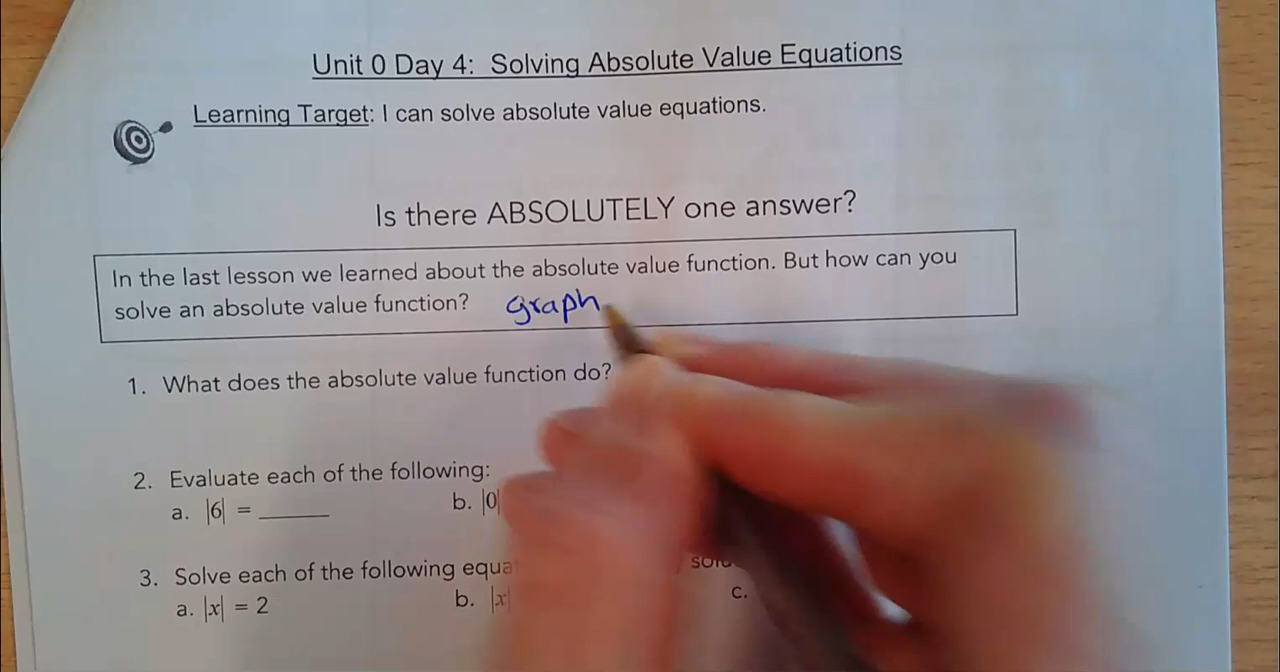 Unit 0 Day 4: Solving Absolute Value Equations
Learning Target: I can solve absolute value equations.
Is there ABSOLUTELY one answer?
In the last lesson we learned about the absolute value function. But how can you
solve an absolute value function? graph
1. What does the absolute value function do?
2. Evaluate each of the following:
a. |6| = ______ b. |0|
3. Solve each of the following
a. |x| = 2 b. |x| c.